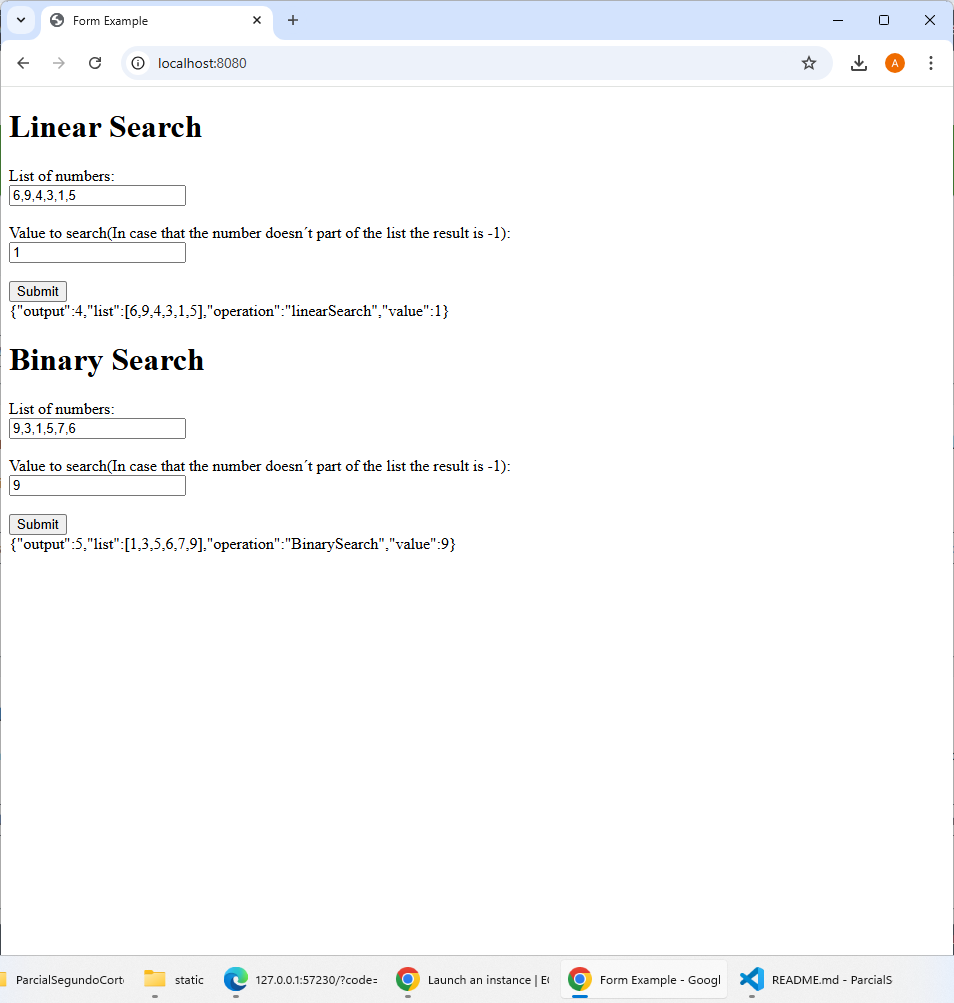 Form Example
localhost:8080
A
Linear Search
List of numbers:
6,9,4,3,1,5
Value to search(In case that the number doesn´t part of the list the result is -1):
1
Submit
{"output":4,"list":[6,9,4,3,1,5],"operation":"linearSearch","value":1}
Binary Search
List of numbers:
9,3,1,5,7,6
Value to search(In case that the number doesn´t part of the list the result is -1):
9
Submit
{"output":5,"list":[1,3,5,6,7,9],"operation":"BinarySearch","value":9}
ParcialSegundoCort static 127.0.0.1:57230/?code= Launch an instance | E Form Example - Googl README.md - ParcialS